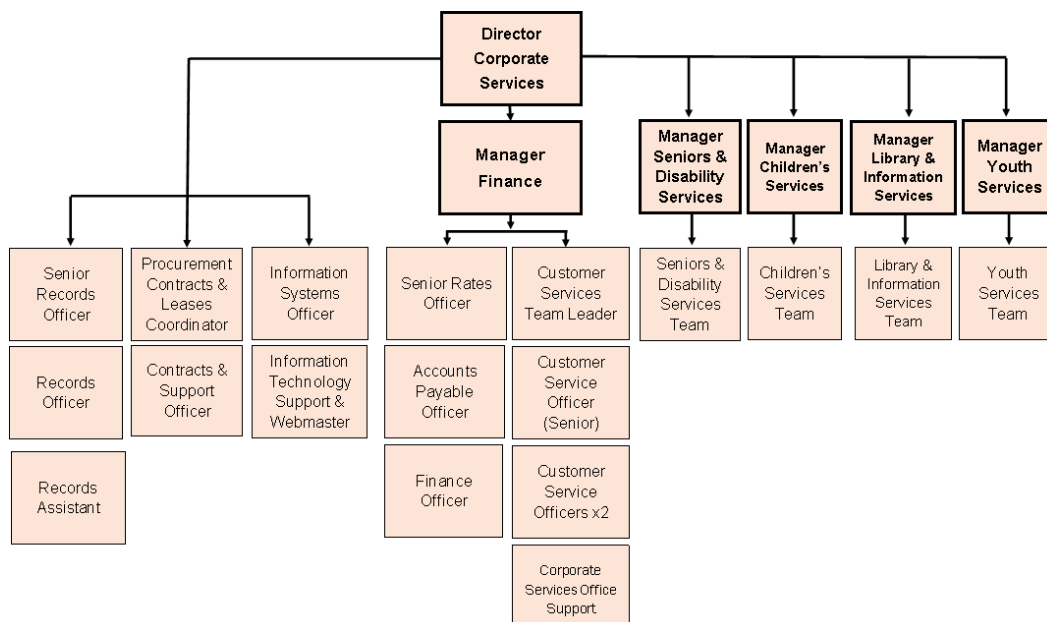 Director
Corporate
Services
Manager
Finance
Manager
Seniors &
Disability
Services
Manager
Children's
Services
Manager
Library &
Information
Services
Manager
Youth
Services
Senior
Records
Officer
Procurement
Contracts &
Leases
Coordinator
Information
Systems
Officer
Senior Rates
Officer
Customer
Services
Team Leader
Seniors &
Disability
Services
Team
Children's
Services
Team
Library &
Information
Services
Team
Youth
Services
Team
Records
Officer
Contracts &
Support
Officer
Information
Technology
Support &
Webmaster
Accounts
Payable
Officer
Customer
Service
Officer
(Senior)
Records
Assistant
Finance
Officer
Customer
Service
Officers x2
Corporate
Services Office
Support